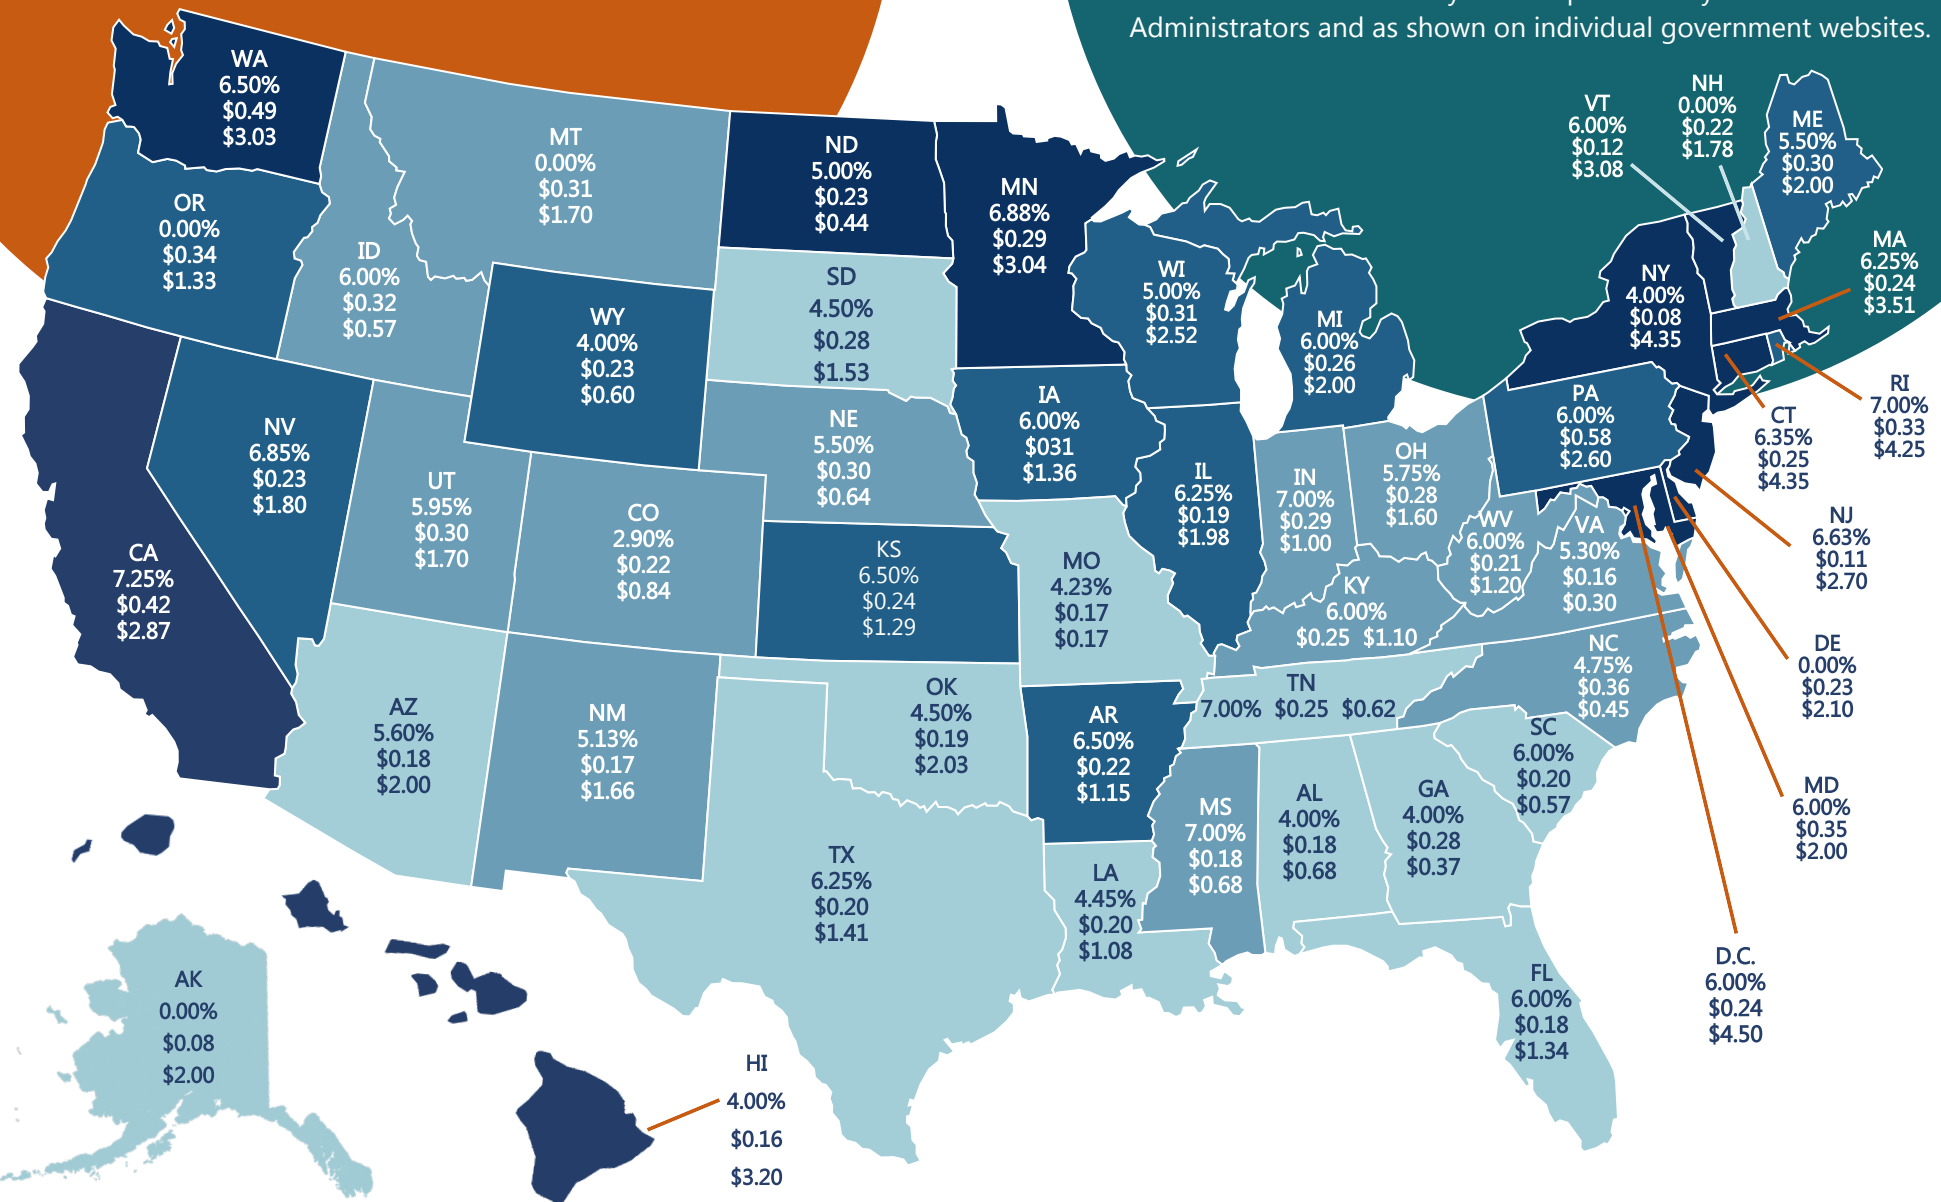 Administrators and as shown on individual government websites.
WA
6.50%
$0.49
$3.03
OR
0.00%
$0.34
$1.33
CA
7.25%
$0.42
$2.87
ID
6.00%
$0.32
$0.57
NV
6.85%
$0.23
$1.80
MT
0.00%
$0.31
$1.70
WY
4.00%
$0.23
$0.60
UT
5.95%
$0.30
$1.70
CO
2.90%
$0.22
$0.84
AZ
5.60%
$0.18
$2.00
NM
5.13%
$0.17
$1.66
ND
5.00%
$0.23
$0.44
SD
4.50%
$0.28
$1.53
NE
5.50%
$0.30
$0.64
KS
6.50%
$0.24
$1.29
OK
4.50%
$0.19
$2.03
TX
6.25%
$0.20
$1.41
MN
6.88%
$0.29
$3.04
IA
6.00%
$031
$1.36
MO
4.23%
$0.17
$0.17
AR
6.50%
$0.22
$1.15
LA
4.45%
$0.20
$1.08
WI
5.00%
$0.31
$2.52
IL
6.25%
$0.19
$1.98
MI
6.00%
$0.26
$2.00
IN
7.00%
$0.29
$1.00
OH
5.75%
$0.28
$1.60
KY
6.00%
$0.25 $1.10
TN
7.00% $0.25 $0.62
MS
7.00%
$0.18
$0.68
AL
4.00%
$0.18
$0.68
GA
4.00%
$0.28
$0.37
FL
6.00%
$0.18
$1.34
SC
6.00%
$0.20
$0.57
NC
4.75%
$0.36
$0.45
WV
6.00%
$0.21
$1.20
VA
5.30%
$0.16
$0.30
PA
6.00%
$0.58
$2.60
NY
4.00%
$0.08
$4.35
VT
6.00%
$0.12
$3.08
NH
0.00%
$0.22
$1.78
ME
5.50%
$0.30
$2.00
MA
6.25%
$0.24
$3.51
RI
7.00%
$0.33
$4.25
CT
6.35%
$0.25
$4.35
NJ
6.63%
$0.11
$2.70
DE
0.00%
$0.23
$2.10
MD
6.00%
$0.35
$2.00
D.C.
6.00%
$0.24
$4.50
AK
0.00%
$0.08
$2.00
HI
4.00%
$0.16
$3.20